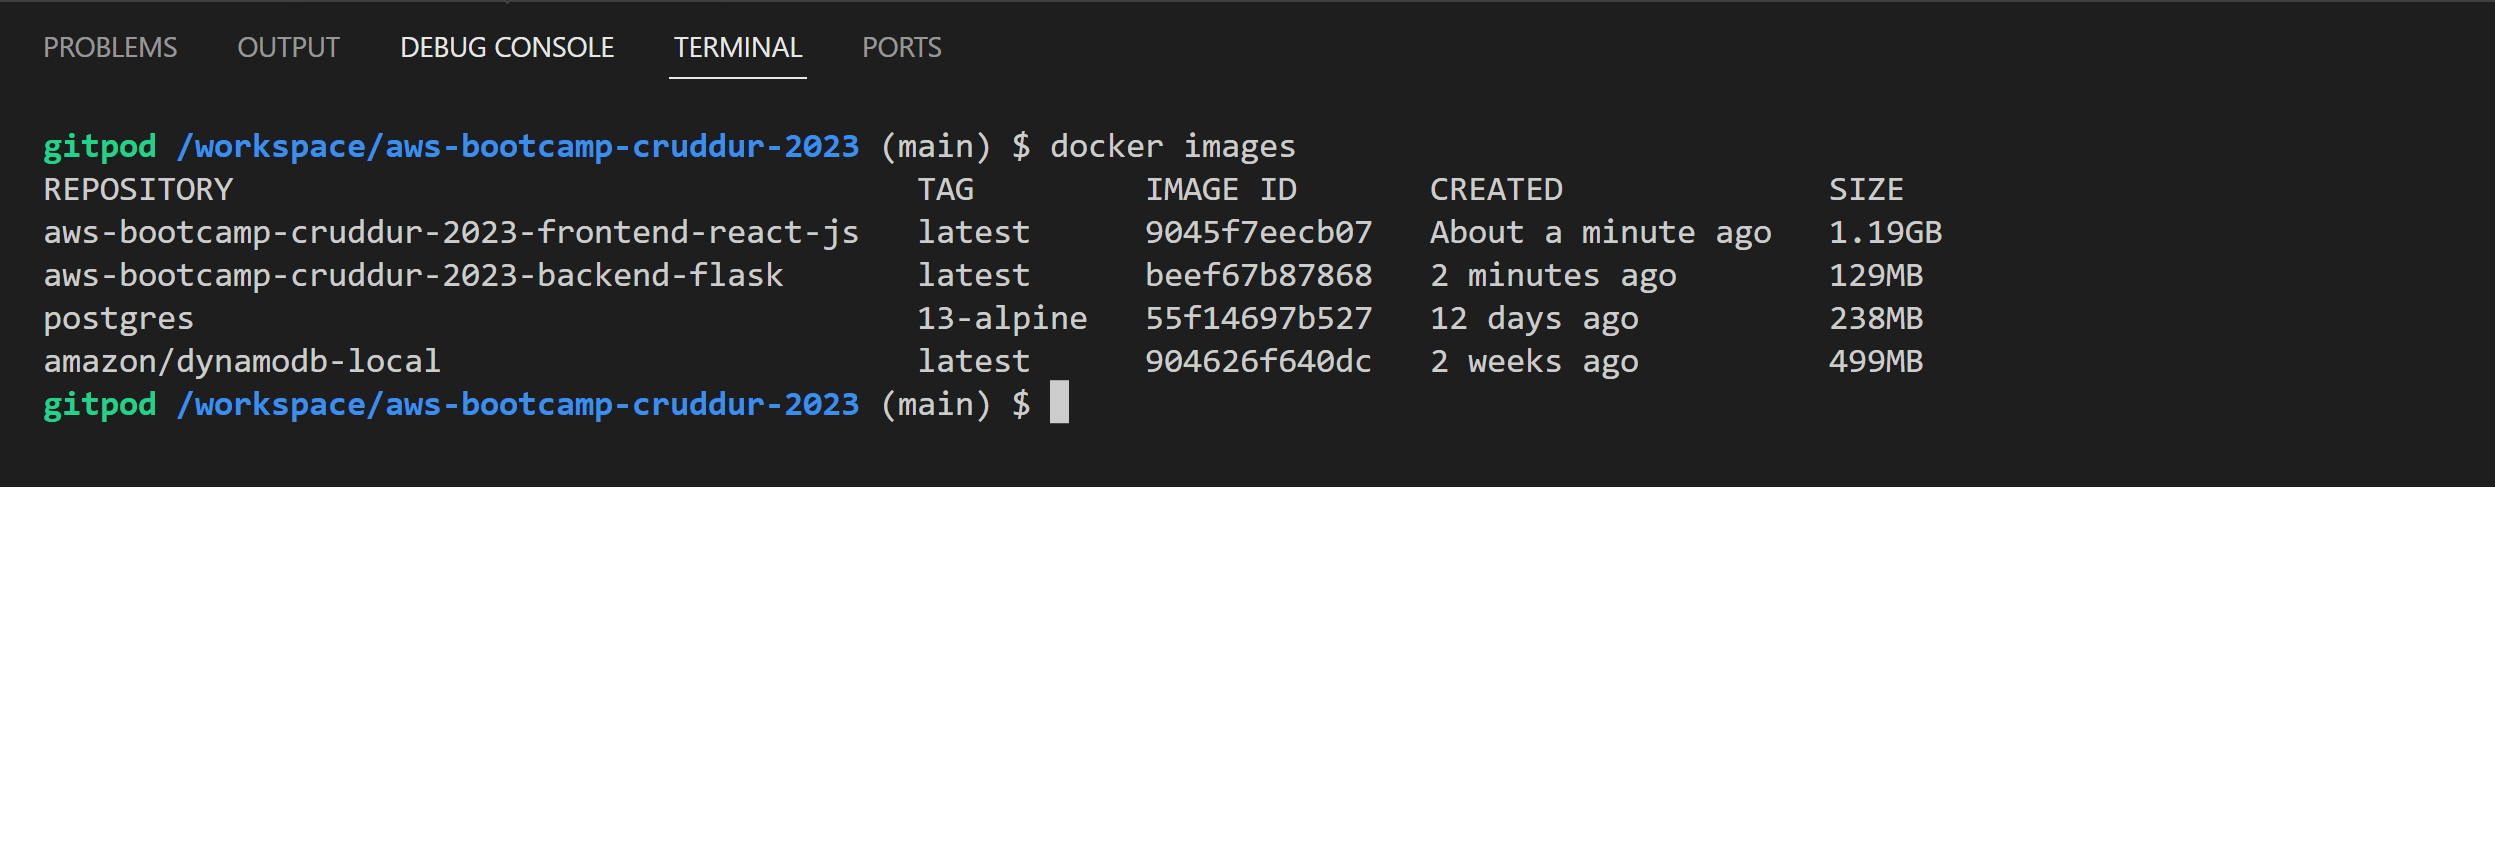 PROBLEMS OUTPUT DEBUG CONSOLE TERMINAL PORTS
gitpod /workspace/aws-bootcamp-cruddur-2023 (main) $ docker images
REPOSITORY TAG IMAGE ID CREATED SIZE
aws-bootcamp-cruddur-2023-frontend-react-js latest 9045f7eecb07 About a minute ago 1.19GB
aws-bootcamp-cruddur-2023-backend-flask latest beef67b87868 2 minutes ago 129MB
postgres 13-alpine 55f14697b527 12 days ago 238MB
amazon/dynamodb-local latest 904626f640dc 2 weeks ago 499MB
gitpod /workspace/aws-bootcamp-cruddur-2023 (main) $